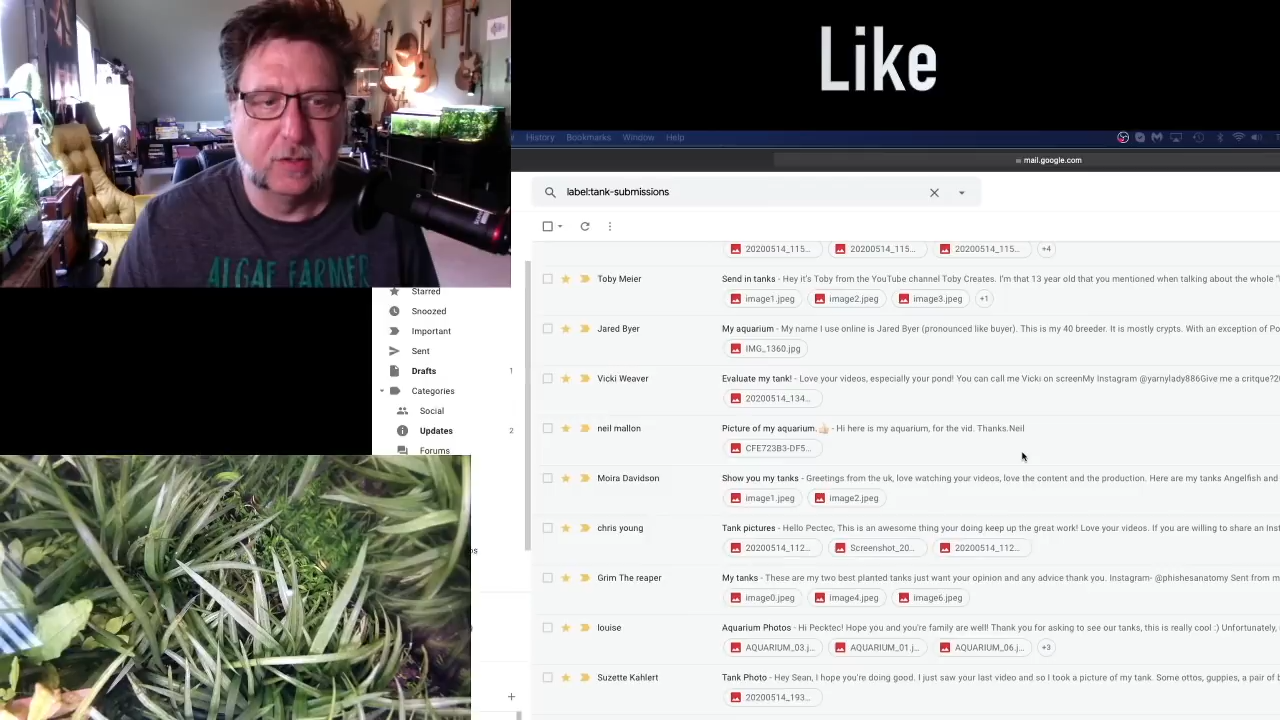 Like
History Bookmarks Window Help
mail.google.com
label:tank-submissions
20200514_115... 20200514_115... 20200514_115... +4
Toby Meier Send in tanks - Hey it's Toby from the YouTube channel Toby Creates. I'm that 13 year old that you mentioned when talking about the whole "
image1.jpeg image2.jpeg image3.jpeg +1
Jared Byer My aquarium - My name I use online is Jared Byer (pronounced like buyer). This is my 40 breeder. It is mostly crypts. With an exception of Po
IMG_1360.jpg
Vicki Weaver Evaluate my tank! - Love your videos, especially your pond! You can call me Vicki on screenMy Instagram @yarnylady886Give me a critque?20
20200514_134...
neil mallon Picture of my aquarium.👍🏻 - Hi here is my aquarium, for the vid. Thanks.Neil
CFE723B3-DF5...
Moira Davidson Show you my tanks - Greetings from the uk, love watching your videos, love the content and the production. Here are my tanks Angelfish and
image1.jpeg image2.jpeg
chris young Tank pictures - Hello Pectec, This is an awesome thing your doing keep up the great work! Love your videos. If you are willing to share an Inst
20200514_112... Screenshot_20... 20200514_112...
Grim The reaper My tanks - These are my two best planted tanks just want your opinion and any advice thank you. Instagram- @phishesanatomy Sent from m
image0.jpeg image4.jpeg image6.jpeg
louise Aquarium Photos - Hi Pecktec! Hope you and you're family are well! Thank you for asking to see our tanks, this is really cool :) Unfortunately,
AQUARIUM_03.j... AQUARIUM_01.j... AQUARIUM_06.j... +3
Suzette Kahlert Tank Photo - Hey Sean, I hope you're doing good. I just saw your last video and so I took a picture of my tank. Some ottos, guppies, a pair of b
20200514_193...
Starred
Snoozed
Important
Sent
Drafts 1
Categories
Social
Updates 2
Forums
os
ALGAE FARMER